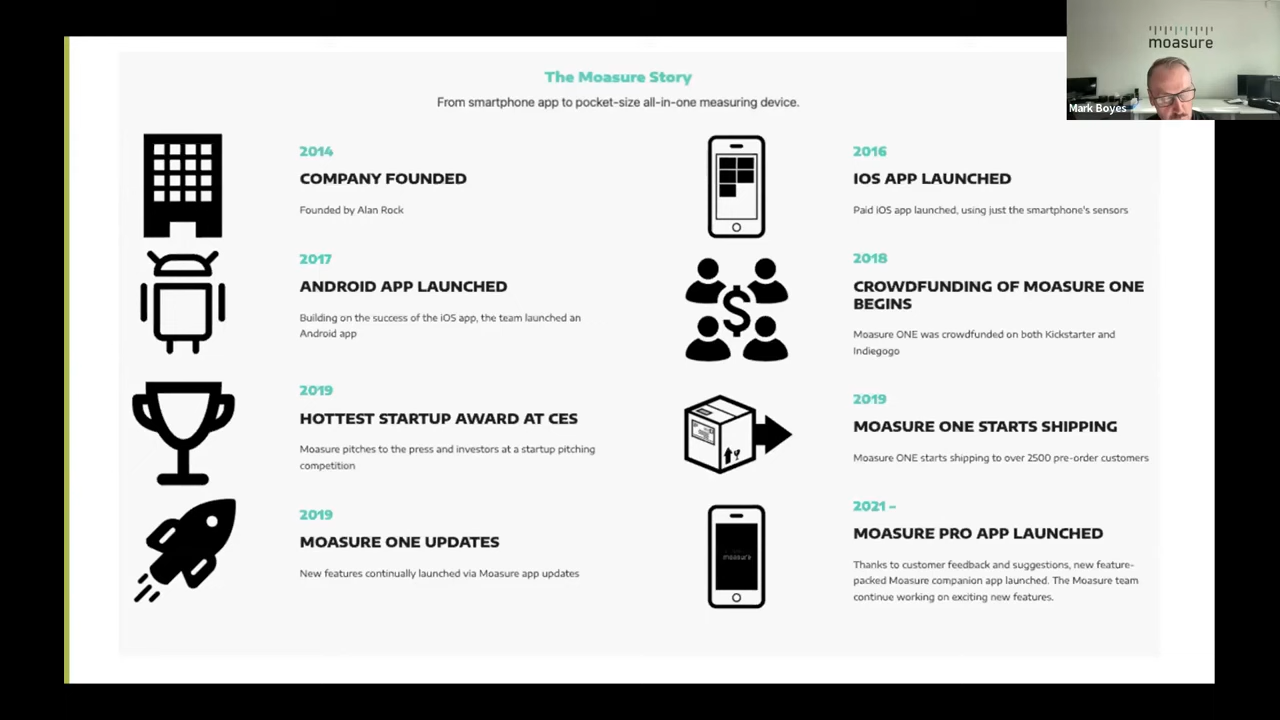 moasure
Mark Boyes
The Moasure Story
From smartphone app to pocket-size all-in-one measuring device.
2014
COMPANY FOUNDED
Founded by Alan Rock
2016
IOS APP LAUNCHED
Paid iOS app launched, using just the smartphone's sensors
2017
ANDROID APP LAUNCHED
Building on the success of the iOS app, the team launched an
Android app
2018
CROWDFUNDING OF MOASURE ONE
BEGINS
Moasure ONE was crowdfunded on both Kickstarter and
Indiegogo
2019
HOTTEST STARTUP AWARD AT CES
Moasure pitches to the press and investors at a startup pitching
competition
2019
MOASURE ONE STARTS SHIPPING
Moasure ONE starts shipping to over 2500 pre-order customers
2019
MOASURE ONE UPDATES
New features continually launched via Moasure app updates
2021 –
MOASURE PRO APP LAUNCHED
Thanks to customer feedback and suggestions, new feature-
packed Moasure companion app launched. The Moasure team
continue working on exciting new features.
moasure